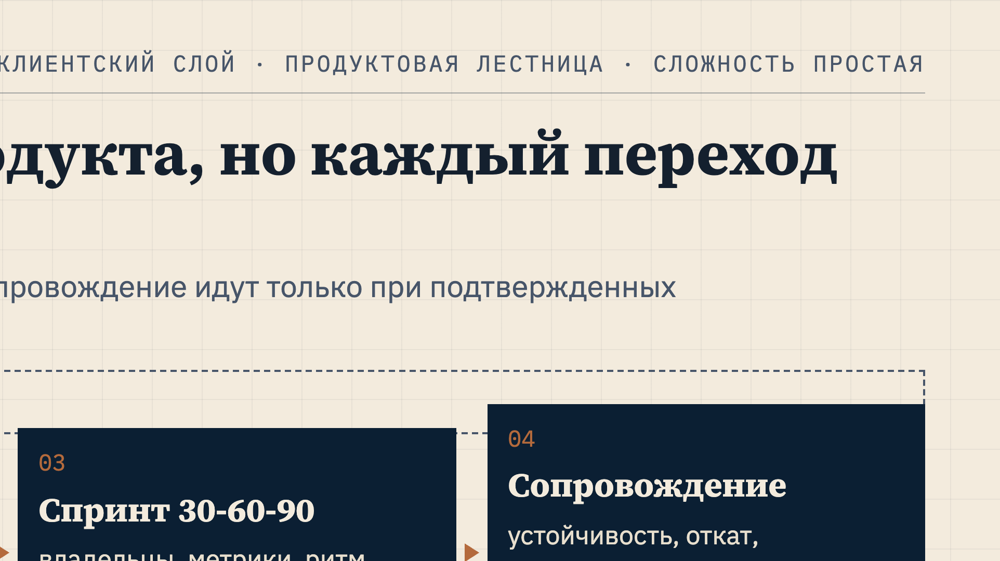 КЛИЕНТСКИЙ СЛОЙ · ПРОДУКТОВАЯ ЛЕСТНИЦА · СЛОЖНОСТЬ ПРОСТАЯ
одукта, но каждый переход
провождение идут только при подтвержденных
03
Спринт 30-60-90
владельцы, метрики, ритм
04
Сопровождение
устойчивость, откат,